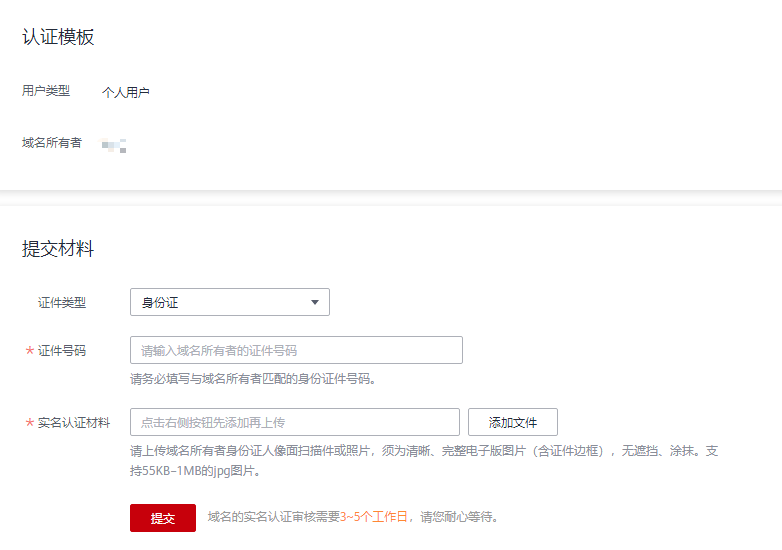 认证模板
用户类型 个人用户
域名所有者
提交材料
证件类型 身份证
* 证件号码 请输入域名所有者的证件号码
请务必填写与域名所有者匹配的身份证件号码。
* 实名认证材料 点击右侧按钮先添加再上传 添加文件
请上传域名所有者身份证人像面扫描件或照片，须为清晰、完整电子版图片（含证件边框），无遮挡、涂抹。支
持55KB~1MB的jpg图片。
提交 域名的实名认证审核需要3~5个工作日，请您耐心等待。